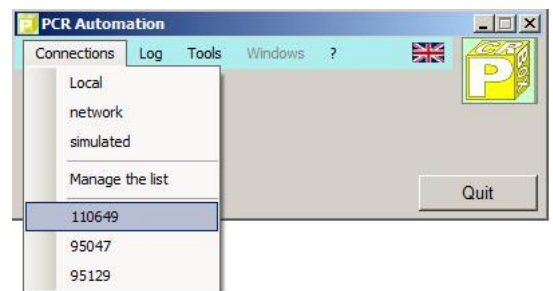 PCR Automation
Connections Log Tools Windows ?
Local
network
simulated
Manage the list
Quit
110649
95047
95129